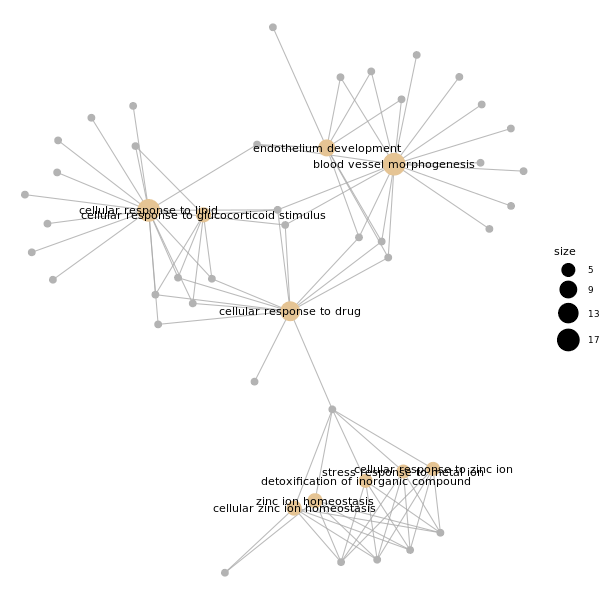 endothelium development
blood vessel morphogenesis
cellular response to lipid
cellular response to glucocorticoid stimulus
size
5
9
13
17
cellular response to drug
cellular response to zinc ion
stress response to metal ion
detoxification of inorganic compound
zinc ion homeostasis
cellular zinc ion homeostasis